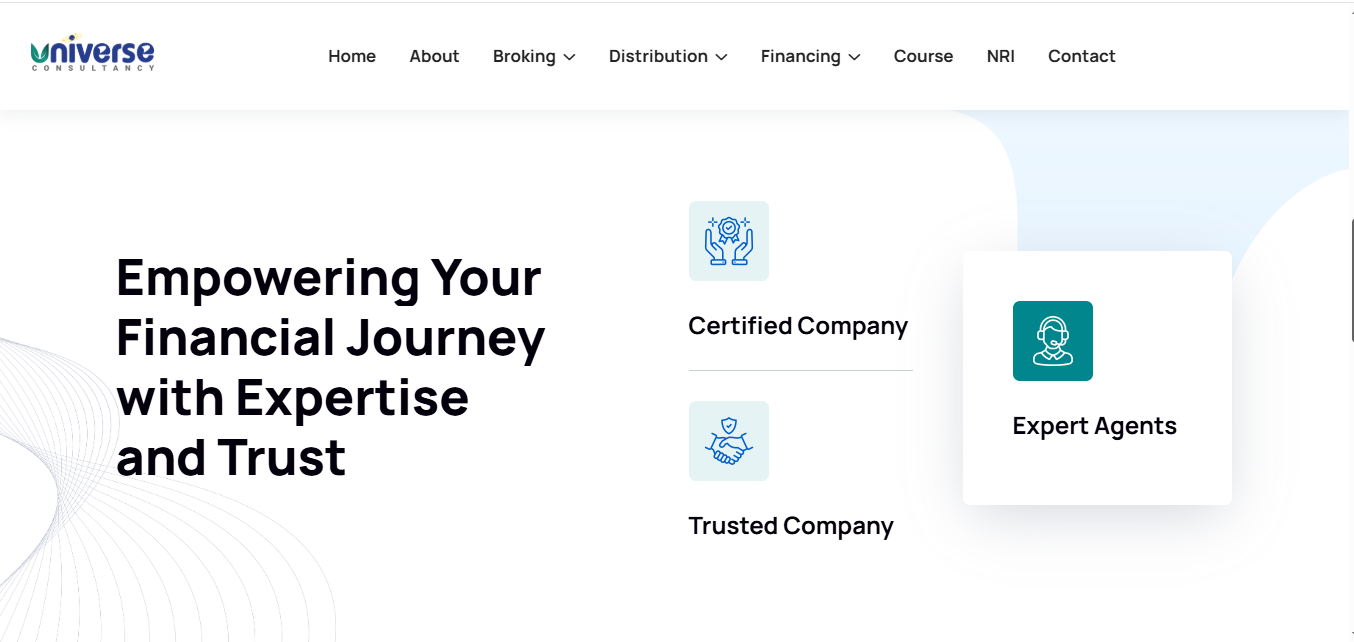 universe
CONSULTANCY
Home About Broking Distribution Financing Course NRI Contact
Empowering Your
Financial Journey
with Expertise
and Trust
Certified Company
Trusted Company
Expert Agents